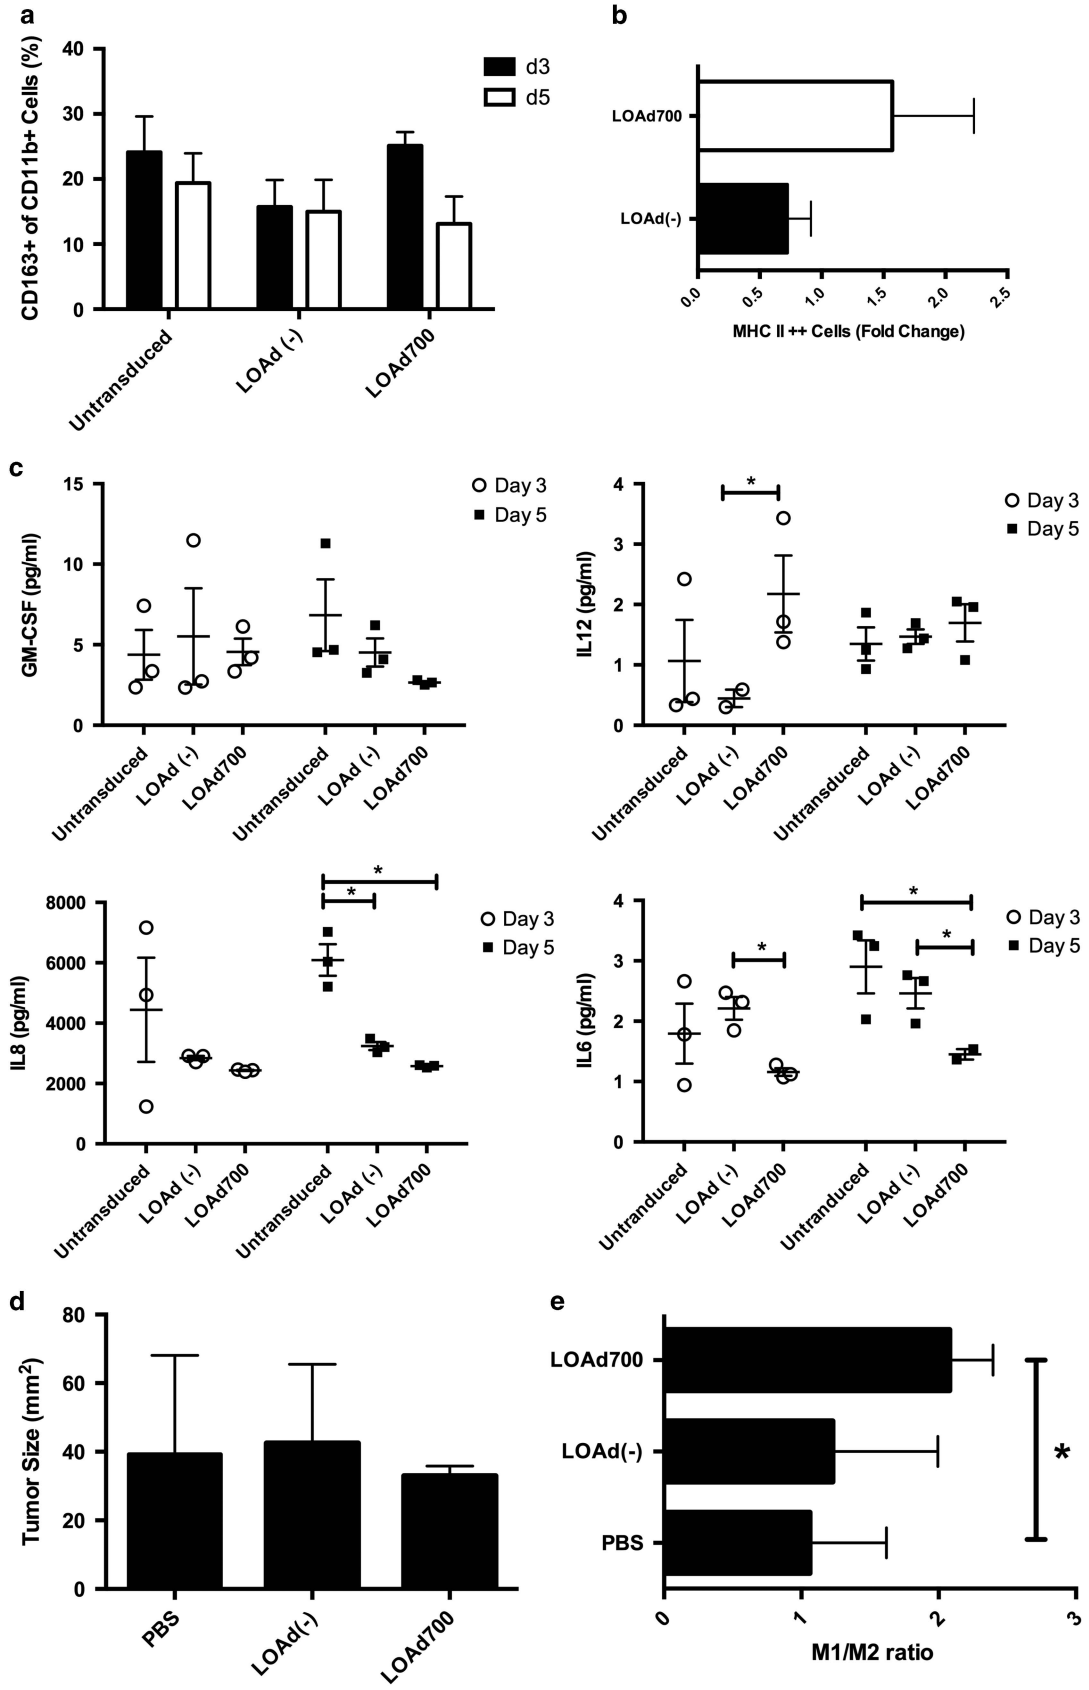 a
CD163+ of CD11b+ Cells (%)
40
30
20
10
0
d3
d5
Untransduced
LOAd (-)
LOAd700
b
LOAd700
LOAd(-)
0.0
0.5
1.0
1.5
2.0
2.5
MHC II ++ Cells (Fold Change)
c
GM-CSF (pg/ml)
15
10
5
0
Day 3
Day 5
Untransduced
LOAd (-)
LOAd700
Untransduced
LOAd (-)
LOAd700
IL12 (pg/ml)
4
3
2
1
0
*
Day 3
Day 5
Untransduced
LOAd (-)
LOAd700
Untransduced
LOAd (-)
LOAd700
IL8 (pg/ml)
8000
6000
4000
2000
0
*
*
Day 3
Day 5
Untransduced
LOAd (-)
LOAd700
Untransduced
LOAd (-)
LOAd700
IL6 (pg/ml)
4
3
2
1
0
*
*
*
Day 3
Day 5
Untranduced
LOAd (-)
LOAd700
Untranduced
LOAd (-)
LOAd700
d
Tumor Size (mm²)
80
60
40
20
0
PBS
LOAd(-)
LOAd700
e
LOAd700
LOAd(-)
PBS
*
0
1
2
3
M1/M2 ratio